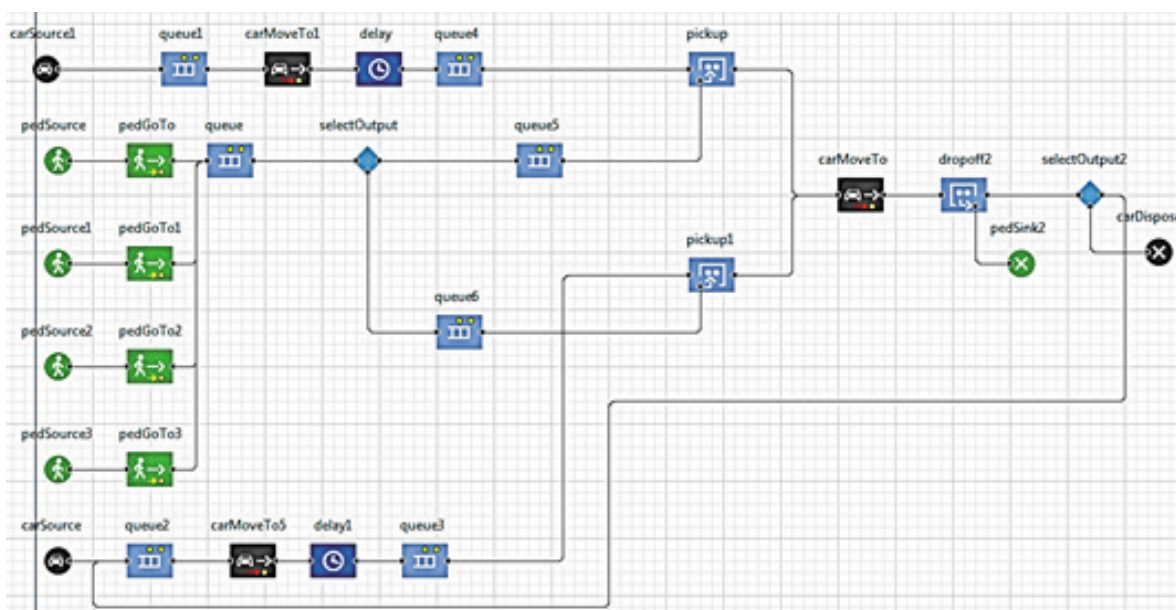 carSource1 queue1 carMoveTo1 delay queue4 pickup
pedSource pedGoTo queue selectOutput queue5
carMoveTo dropoff2 selectOutput2
pedSource1 pedGoTo1 pickup1 pedSink2 carDispos
queue6
pedSource2 pedGoTo2
pedSource3 pedGoTo3
carSource queue2 carMoveTo5 delay1 queue3